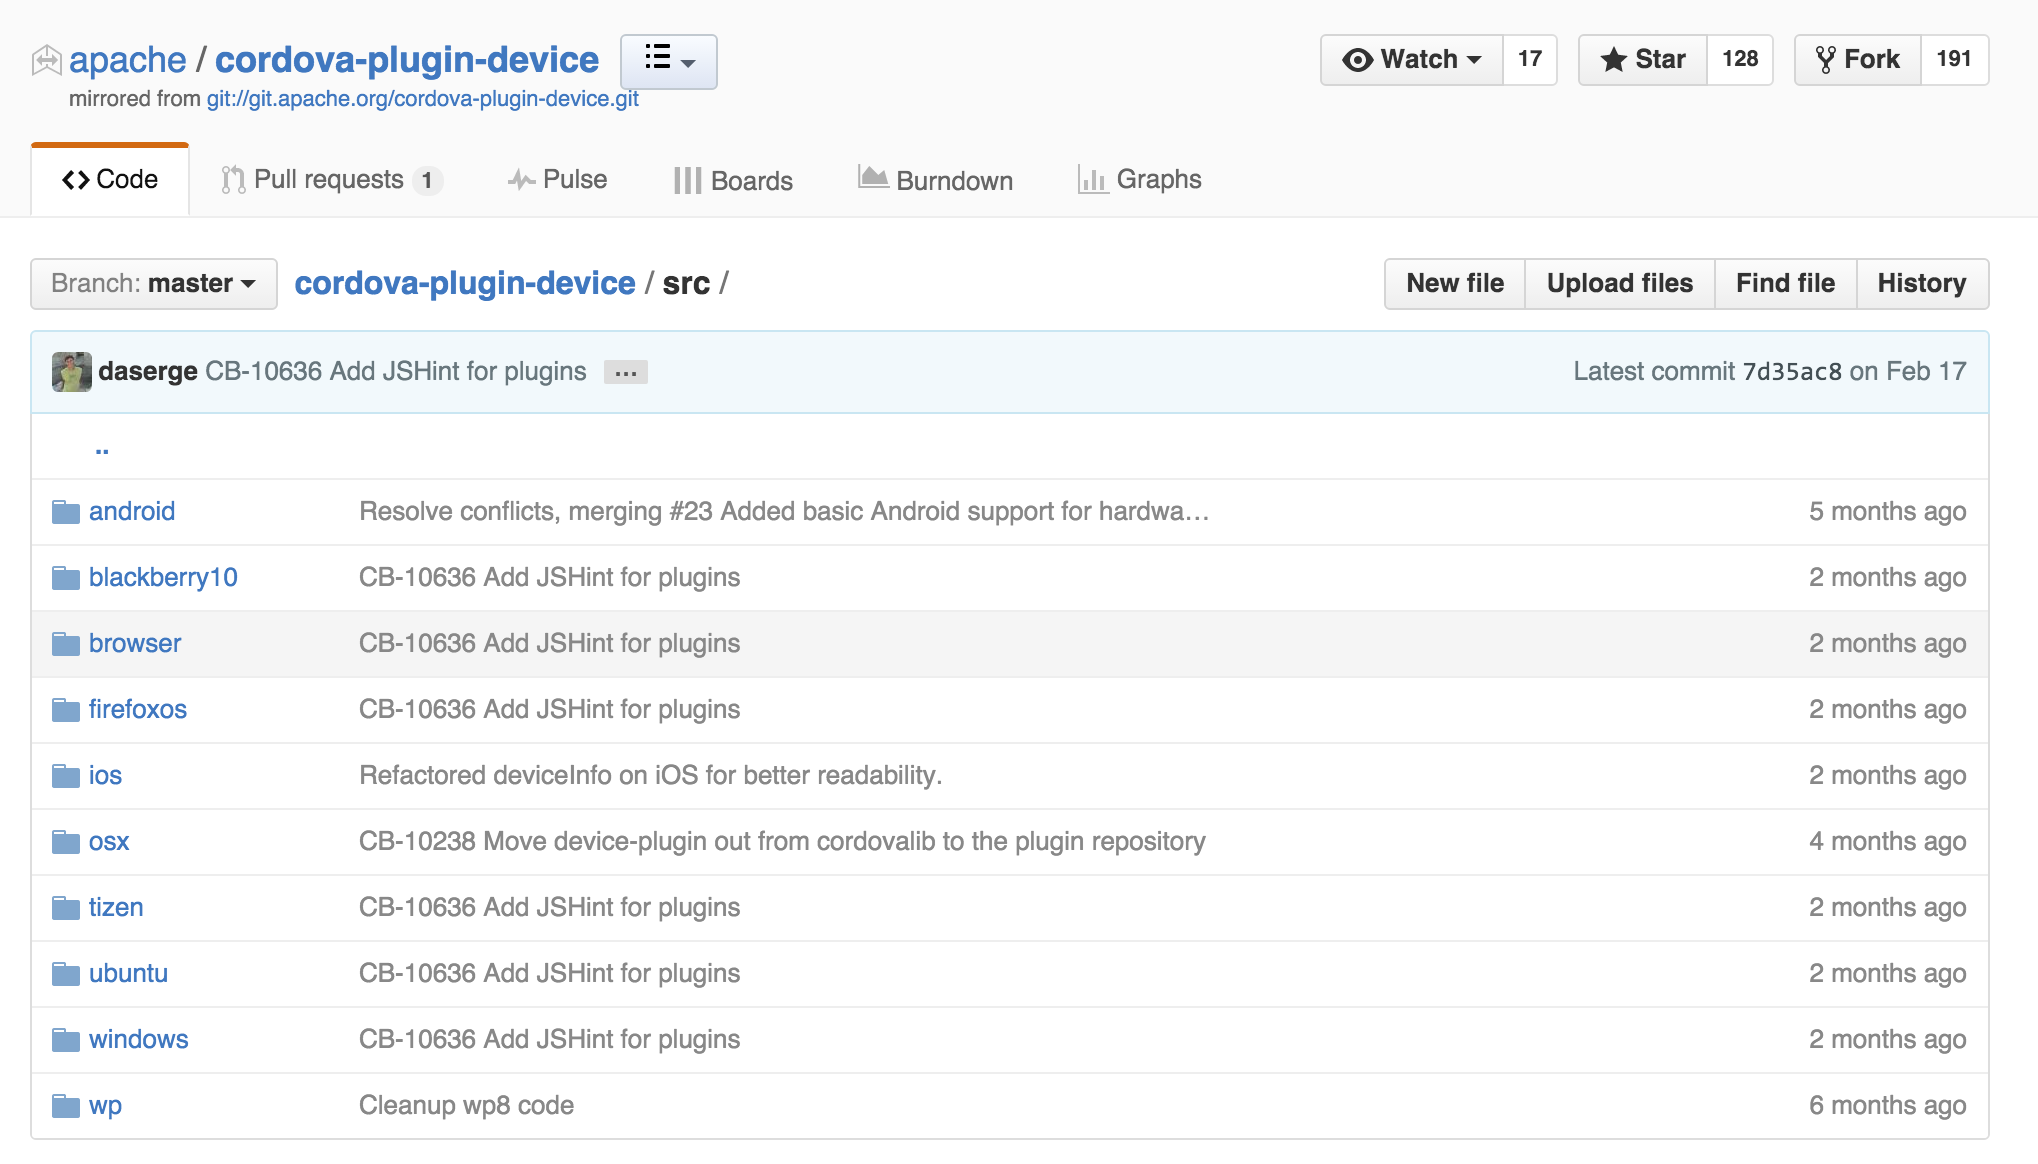 apache / cordova-plugin-device
Watch 17 Star 128 Fork 191
mirrored from git://git.apache.org/cordova-plugin-device.git
Code Pull requests 1 Pulse Boards Burndown Graphs
Branch: master cordova-plugin-device / src / New file Upload files Find file History
daserge CB-10636 Add JSHint for plugins ... Latest commit 7d35ac8 on Feb 17
..
android Resolve conflicts, merging #23 Added basic Android support for hardwa… 5 months ago
blackberry10 CB-10636 Add JSHint for plugins 2 months ago
browser CB-10636 Add JSHint for plugins 2 months ago
firefoxos CB-10636 Add JSHint for plugins 2 months ago
ios Refactored deviceInfo on iOS for better readability. 2 months ago
osx CB-10238 Move device-plugin out from cordovalib to the plugin repository 4 months ago
tizen CB-10636 Add JSHint for plugins 2 months ago
ubuntu CB-10636 Add JSHint for plugins 2 months ago
windows CB-10636 Add JSHint for plugins 2 months ago
wp Cleanup wp8 code 6 months ago